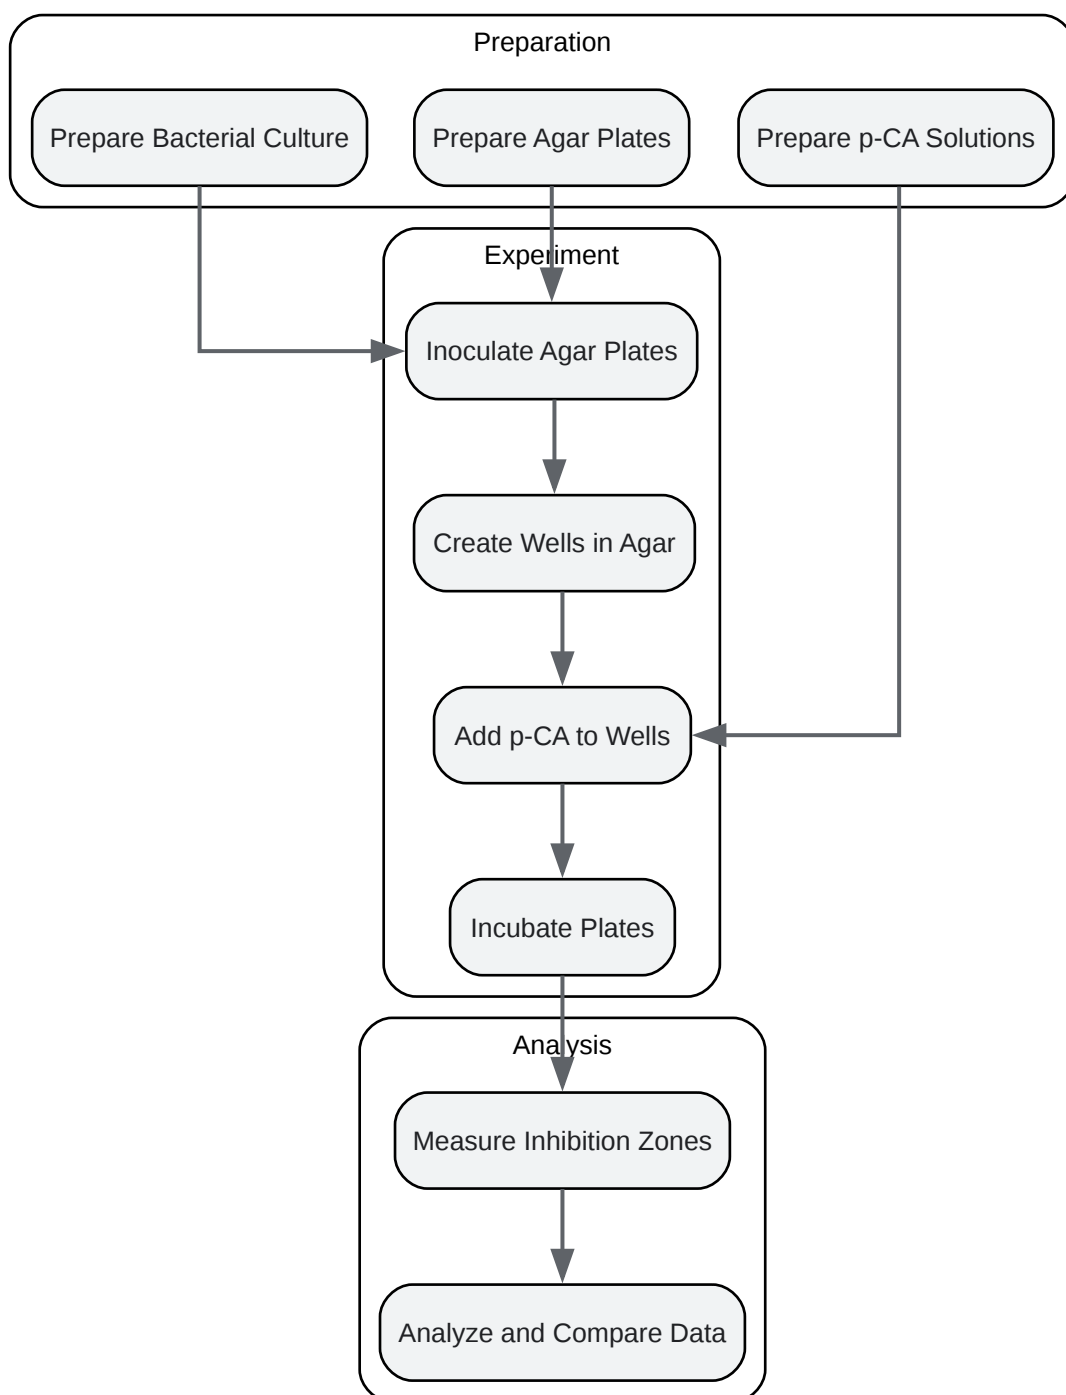 Preparation
Prepare Bacterial Culture
Prepare Agar Plates
Prepare p-CA Solutions
Experiment
Inoculate Agar Plates
Create Wells in Agar
Add p-CA to Wells
Incubate Plates
Analysis
Measure Inhibition Zones
Analyze and Compare Data